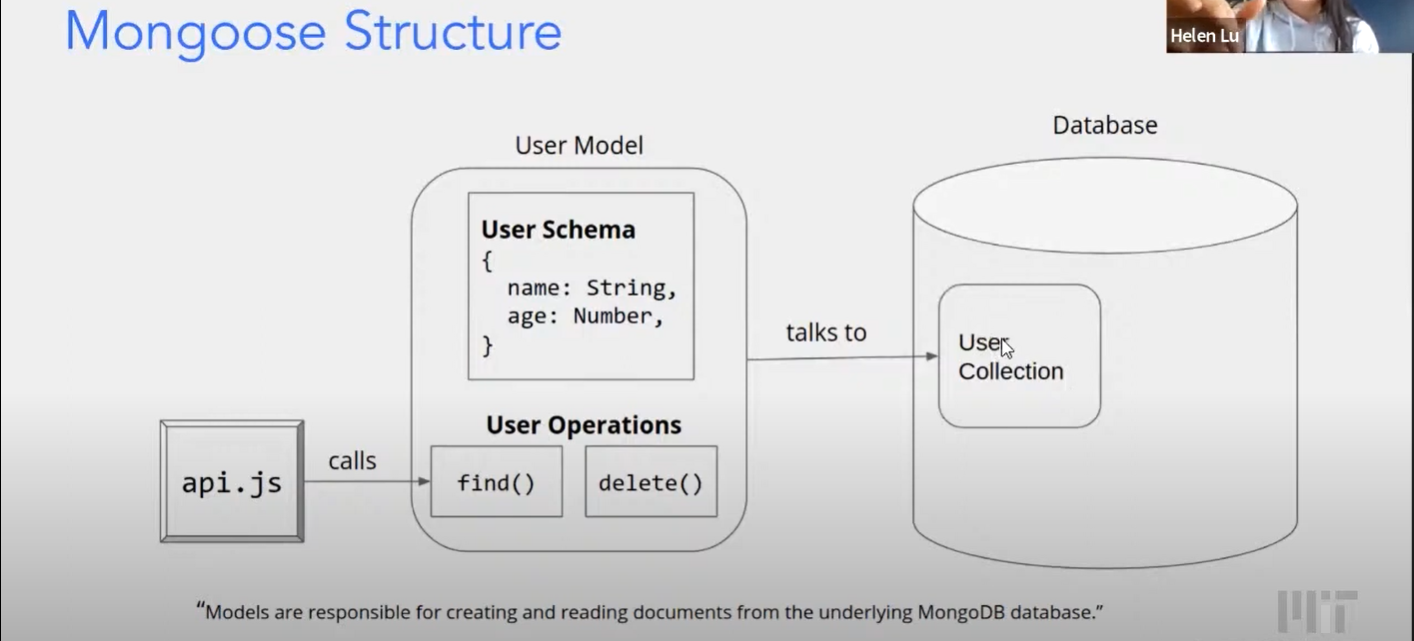 Mongoose Structure
Helen Lu
User Model
Database
User Schema
{
name: String,
age: Number,
}
talks to
User
Collection
User Operations
api.js
calls
find()
delete()
“Models are responsible for creating and reading documents from the underlying MongoDB database.”
MIT